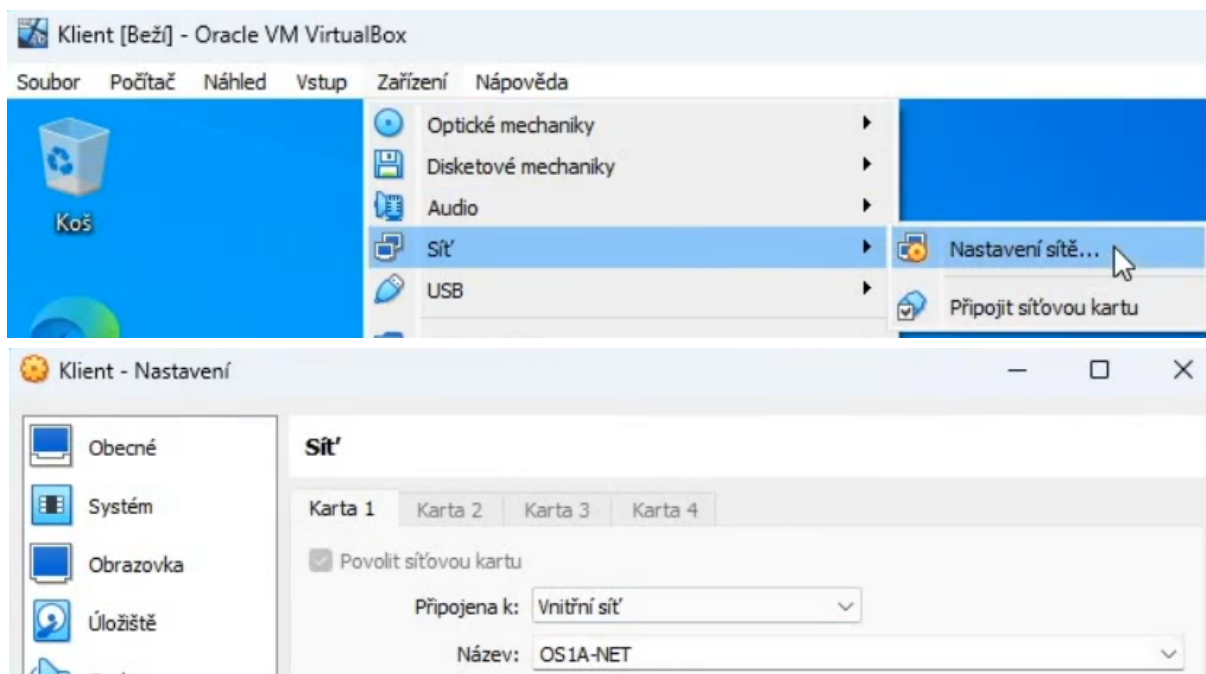 Klient [Beží] - Oracle VM VirtualBox
Soubor Počítač Náhled Vstup Zařízení Nápověda
Optické mechaniky
Disketové mechaniky
Koš
Audio
Síť
Nastavení sítě...
USB
Připojit síťovou kartu
Klient - Nastavení
Obecné
Síť
Systém
Karta 1 Karta 2 Karta 3 Karta 4
Obrazovka
Povolit síťovou kartu
Připojena k: Vnitřní síť
Úložiště
Název: OS1A-NET